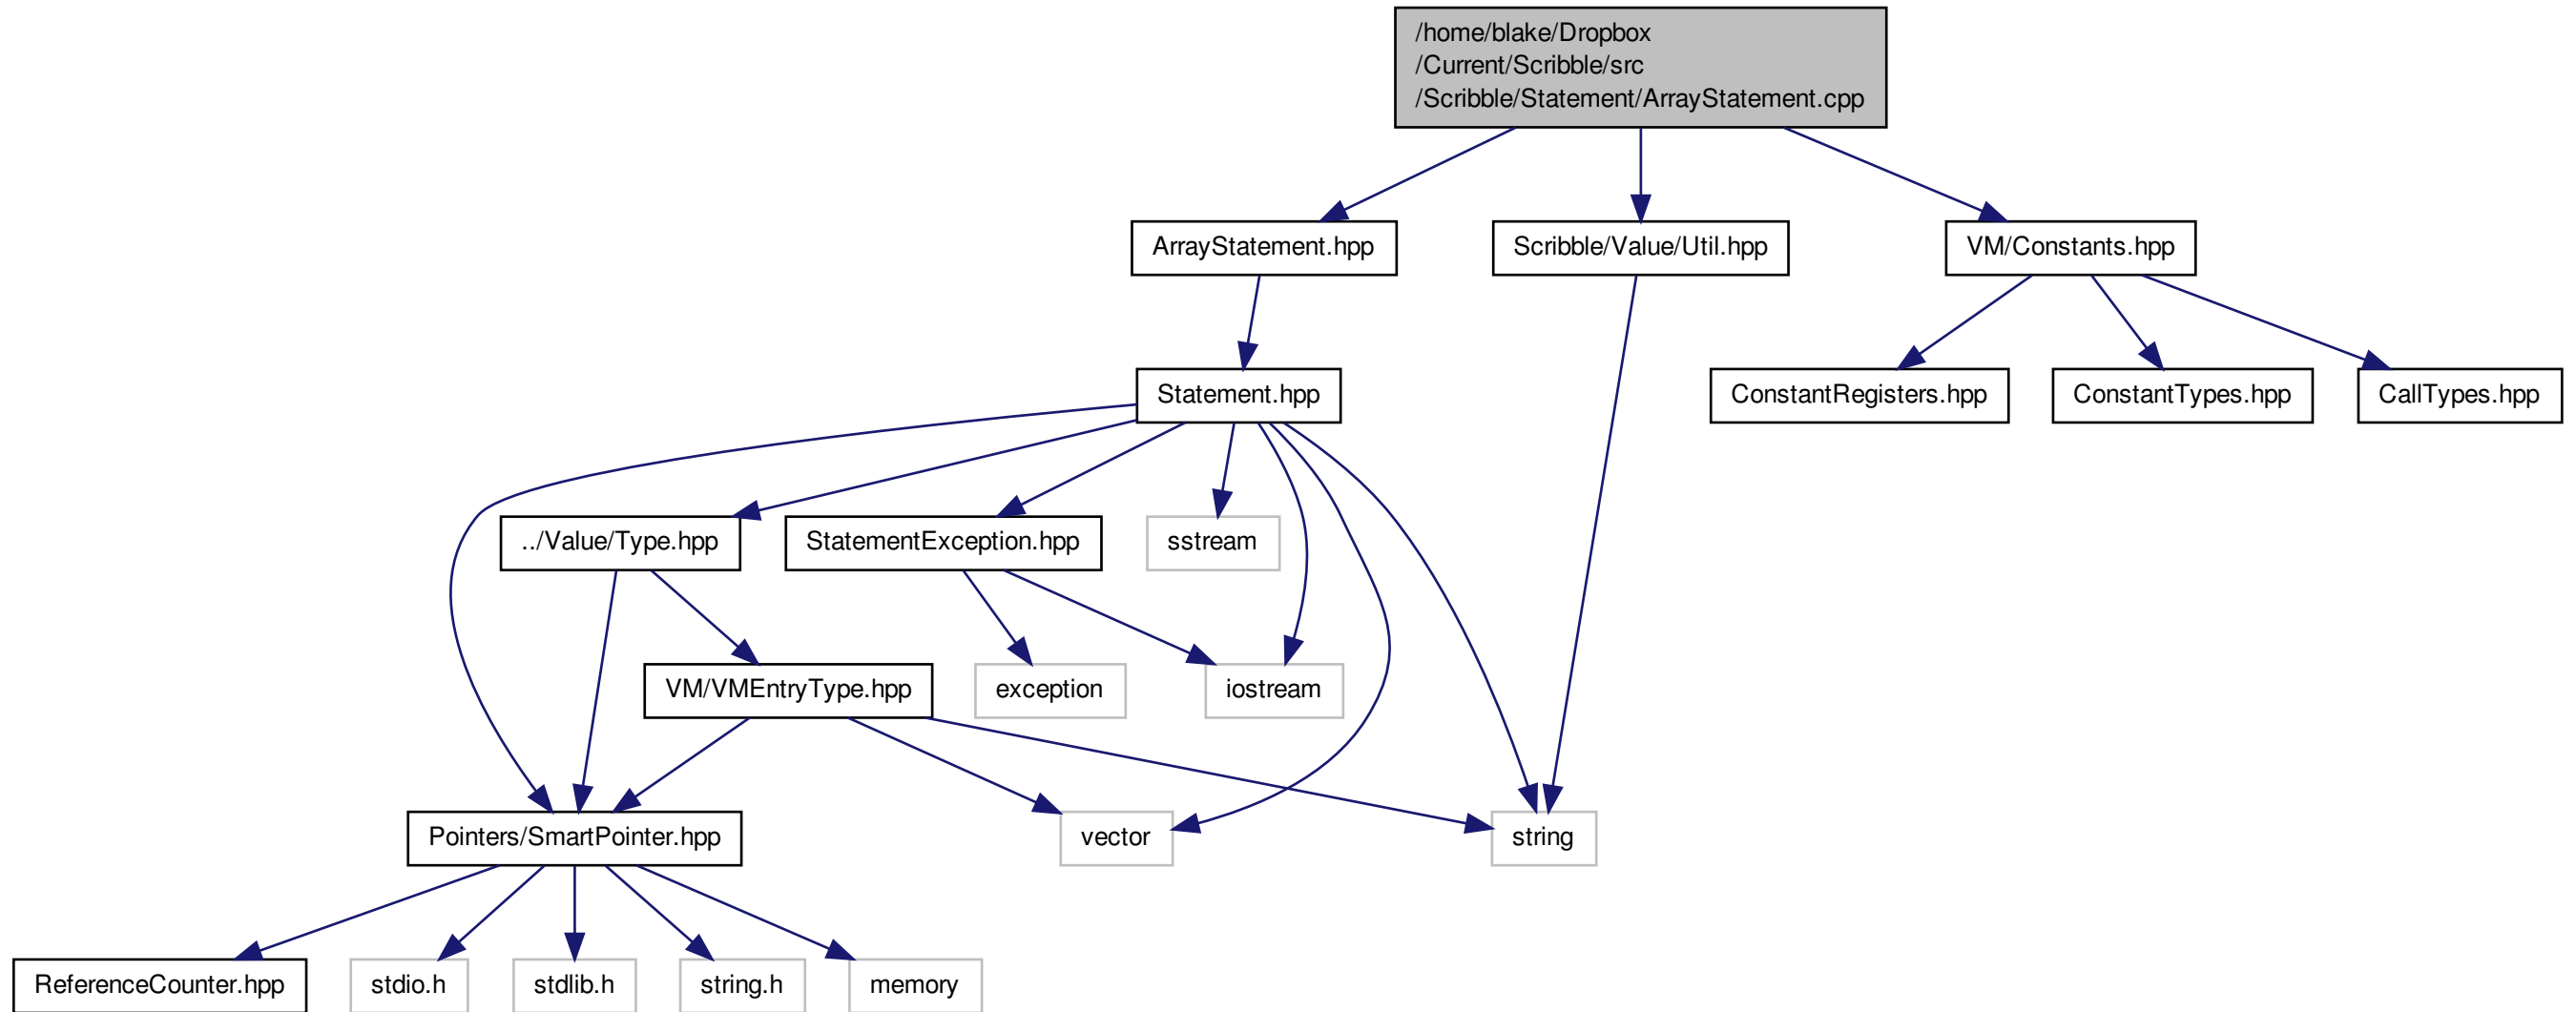 /home/blake/Dropbox
/Current/Scribble/src
/Scribble/Statement/ArrayStatement.cpp
ArrayStatement.hpp
Scribble/Value/Util.hpp
VM/Constants.hpp
Statement.hpp
ConstantRegisters.hpp
ConstantTypes.hpp
CallTypes.hpp
../Value/Type.hpp
StatementException.hpp
sstream
VM/VMEntryType.hpp
exception
iostream
Pointers/SmartPointer.hpp
vector
string
ReferenceCounter.hpp
stdio.h
stdlib.h
string.h
memory